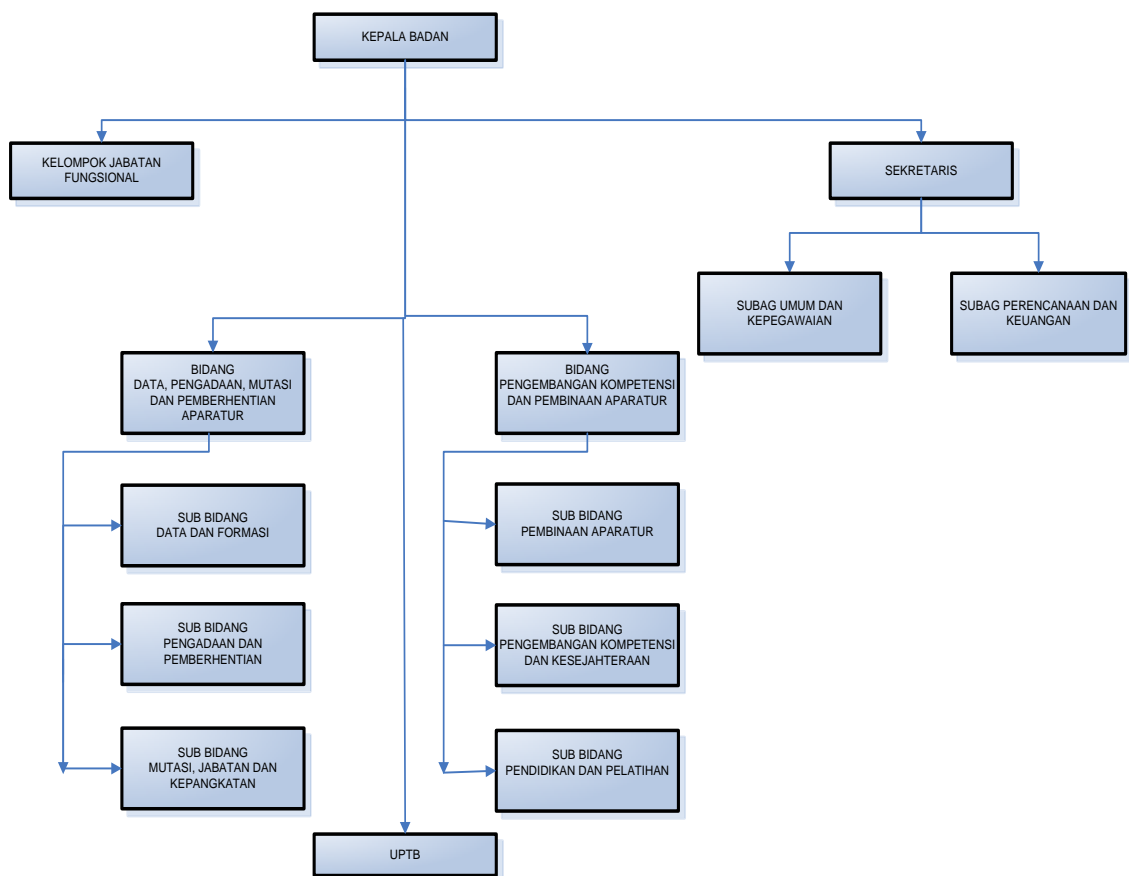 KEPALA BADAN
KELOMPOK JABATAN
FUNGSIONAL
SEKRETARIS
SUBAG UMUM DAN
KEPEGAWAIAN
SUBAG PERENCANAAN DAN
KEUANGAN
BIDANG
DATA, PENGADAAN, MUTASI
DAN PEMBERHENTIAN
APARATUR
BIDANG
PENGEMBANGAN KOMPETENSI
DAN PEMBINAAN APARATUR
SUB BIDANG
DATA DAN FORMASI
SUB BIDANG
PENGADAAN DAN
PEMBERHENTIAN
SUB BIDANG
MUTASI, JABATAN DAN
KEPANGKATAN
SUB BIDANG
PEMBINAAN APARATUR
SUB BIDANG
PENGEMBANGAN KOMPETENSI
DAN KESEJAHTERAAN
SUB BIDANG
PENDIDIKAN DAN PELATIHAN
UPTB